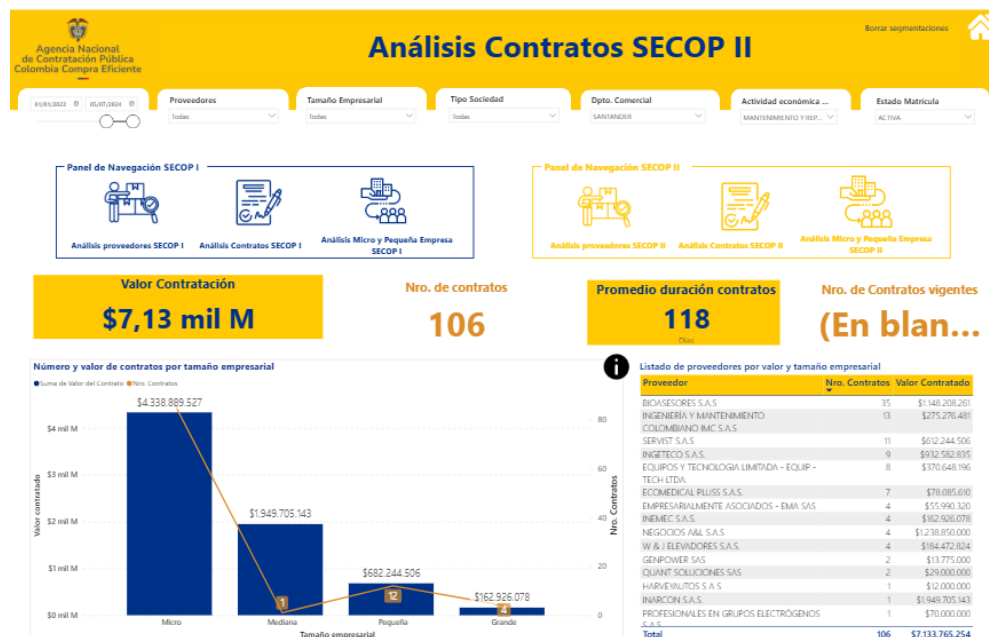 Agencia Nacional
de Contratación Pública
Colombia Compra Eficiente
Análisis Contratos SECOP II
Borrar segmentaciones
01/01/2022 05/07/2024
Proveedores
Todas
Tamaño Empresarial
Todas
Tipo Sociedad
Todas
Dpto. Comercial
SANTANDER
Actividad económica ...
MANTENIMIENTO Y REP...
Estado Matricula
ACTIVA
Panel de Navegación SECOP I
Análisis proveedores SECOP I
Análisis Contratos SECOP I
Análisis Micro y Pequeña Empresa
SECOP I
Panel de Navegación SECOP II
Análisis proveedores SECOP II
Análisis Contratos SECOP II
Análisis Micro y Pequeña Empresa
SECOP II
Valor Contratación
$7,13 mil M
Nro. de contratos
106
Promedio duración contratos
118
Días
Nro. de Contratos vigentes
(En blan...
Número y valor de contratos por tamaño empresarial
Suma de Valor del Contrato Nro. Contratos
Valor contratado
$4 mil M
$3 mil M
$2 mil M
$1 mil M
$0 mil M
$4.338.889.527
$1.949.705.143
$682.244.506
$162.926.078
1
12
4
80
60
40
20
0
Nro. Contratos
Micro Mediana Pequeña Grande
Tamaño empresarial
Listado de proveedores por valor y tamaño empresarial
Proveedor Nro. Contratos Valor Contratado
BIOASESORES S.A.S 35 $1.148.208.261
INGENIERÍA Y MANTENIMIENTO 13 $275.276.481
COLOMBIANO IMC S.A.S
SERVIST S.A.S 11 $612.244.506
INGETECO S.A.S. 9 $932.582.835
EQUIPOS Y TECNOLOGIA LIMITADA - EQUIP - 8 $370.648.196
TECH LTDA.
ECOMEDICAL PLUSS S.A.S. 7 $78.085.610
EMPRESARIALMENTE ASOCIADOS - EMA SAS 4 $55.990.320
INEMEC S.A.S. 4 $162.926.078
NEGOCIOS A&L S.A.S 4 $1.238.850.000
W & J ELEVADORES S.A.S. 4 $184.472.824
GENPOWER SAS 2 $13.775.000
QUANT SOLUCIONES SAS 2 $29.000.000
HARVEYAUTOS S A S 1 $12.000.000
INARCON S.A.S. 1 $1.949.705.143
PROFESIONALES EN GRUPOS ELECTRÓGENOS 1 $70.000.000
S.A.S
Total 106 $7.133.765.254